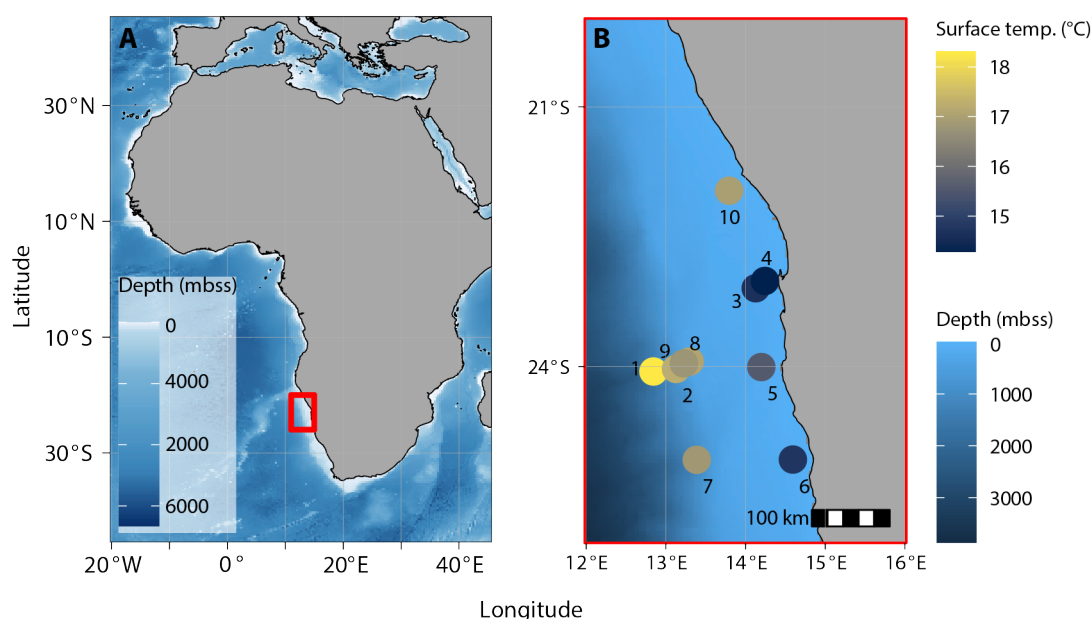 A
30°N
10°N
10°S
30°S
Latitude
Depth (mbss)
0
4000
2000
6000
20°W
0°
20°E
40°E
B
21°S
24°S
10
4
3
9
8
1
2
5
7
6
100 km
12°E
13°E
14°E
15°E
16°E
Longitude
Surface temp. (°C)
18
17
16
15
Depth (mbss)
0
1000
2000
3000